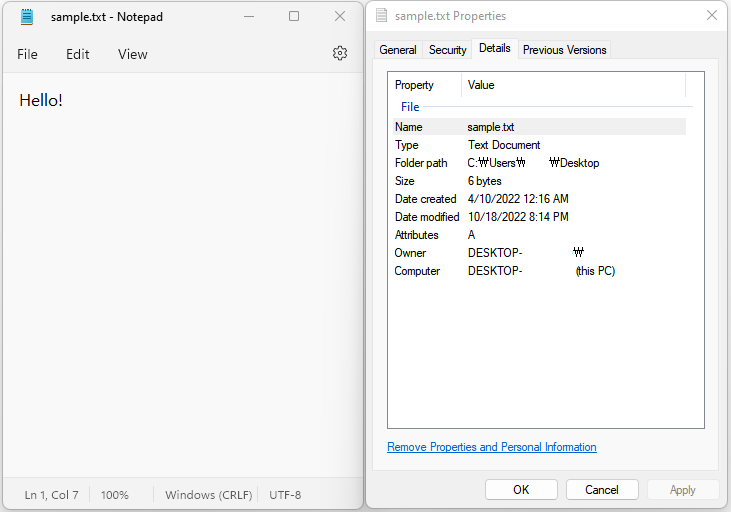 sample.txt - Notepad
File Edit View
Hello!
Ln 1, Col 7 100% Windows (CRLF) UTF-8
sample.txt Properties
General Security Details Previous Versions
Property Value
File
Name sample.txt
Type Text Document
Folder path C:₩Users₩ ₩Desktop
Size 6 bytes
Date created 4/10/2022 12:16 AM
Date modified 10/18/2022 8:14 PM
Attributes A
Owner DESKTOP- ₩
Computer DESKTOP- (this PC)
Remove Properties and Personal Information
OK Cancel Apply